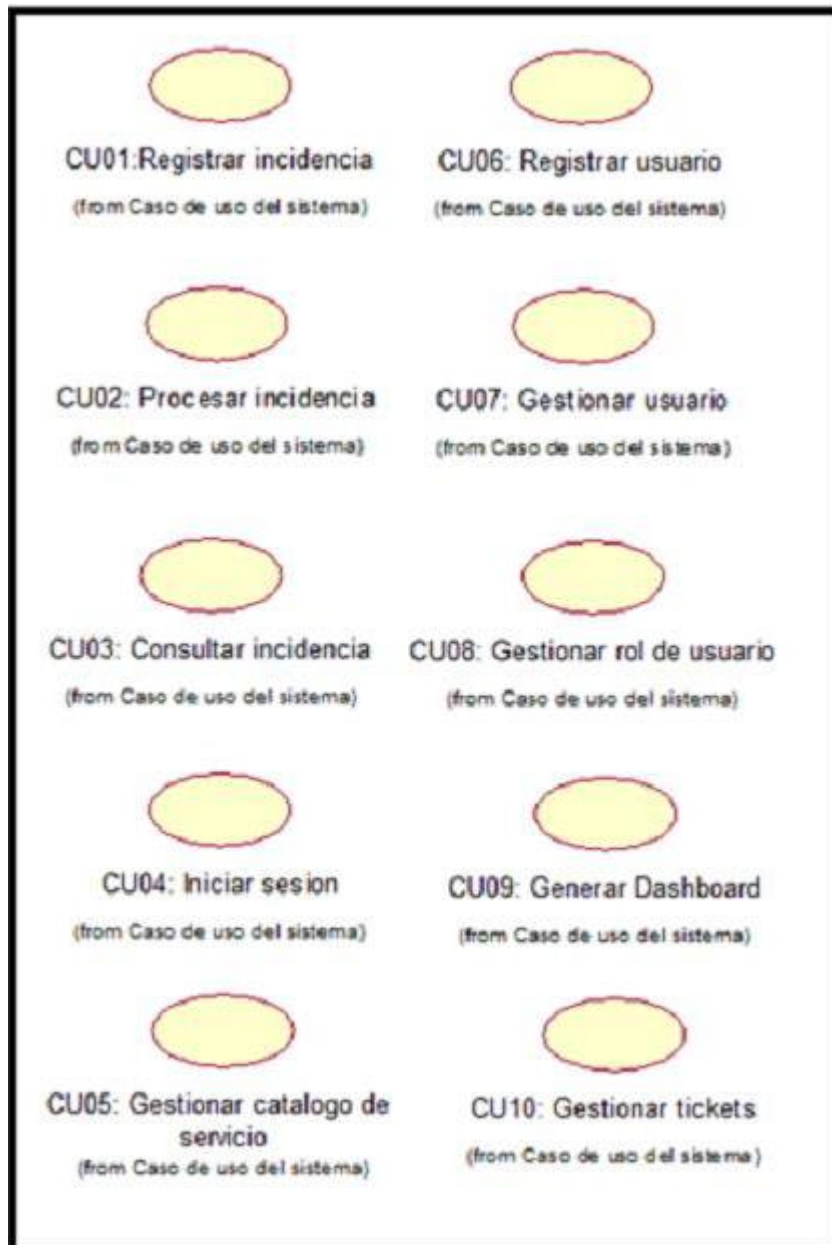 CU01:Registrar incidencia
(from Caso de uso del sistema)
CU06: Registrar usuario
(from Caso de uso del sistema)
CU02: Procesar incidencia
(from Caso de uso del sistema)
CU07: Gestionar usuario
(from Caso de uso del sistema)
CU03: Consultar incidencia
(from Caso de uso del sistema)
CU08: Gestionar rol de usuario
(from Caso de uso del sistema)
CU04: Iniciar sesion
(from Caso de uso del sistema)
CU09: Generar Dashboard
(from Caso de uso del sistema)
CU05: Gestionar catalogo de
servicio
(from Caso de uso del sistema)
CU10: Gestionar tickets
(from Caso de uso del sistema)